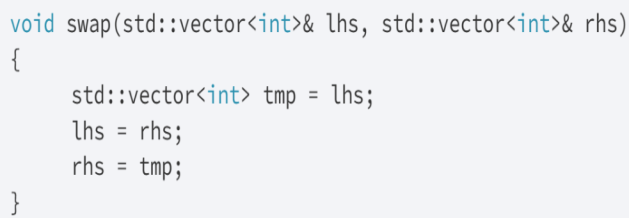 void swap(std::vector<int>& lhs, std::vector<int>& rhs)
{
    std::vector<int> tmp = lhs;
    lhs = rhs;
    rhs = tmp;
}